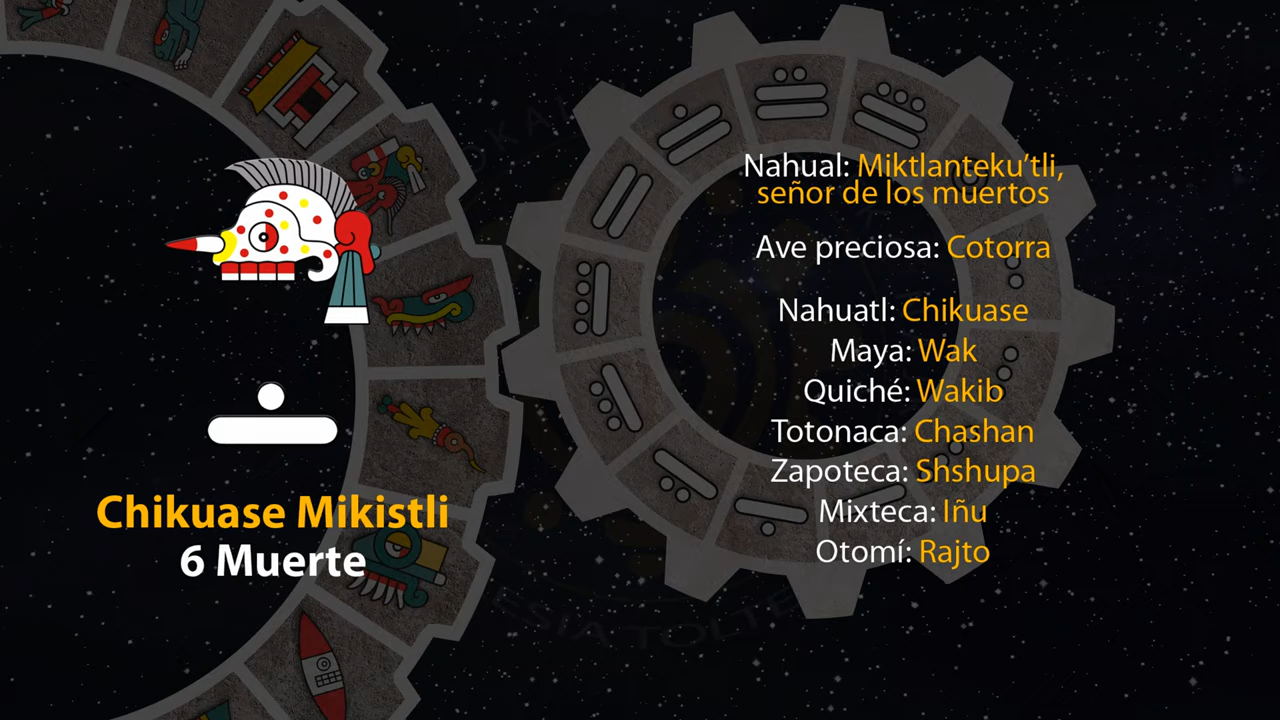 Chikuase Mikistli
6 Muerte
Nahual: Miktlanteku’tli,
señor de los muertos
Ave preciosa: Cotorra
Nahuatl: Chikuase
Maya: Wak
Quiché: Wakib
Totonaca: Chashan
Zapoteca: Shshupa
Mixteca: Iñu
Otomí: Rajto